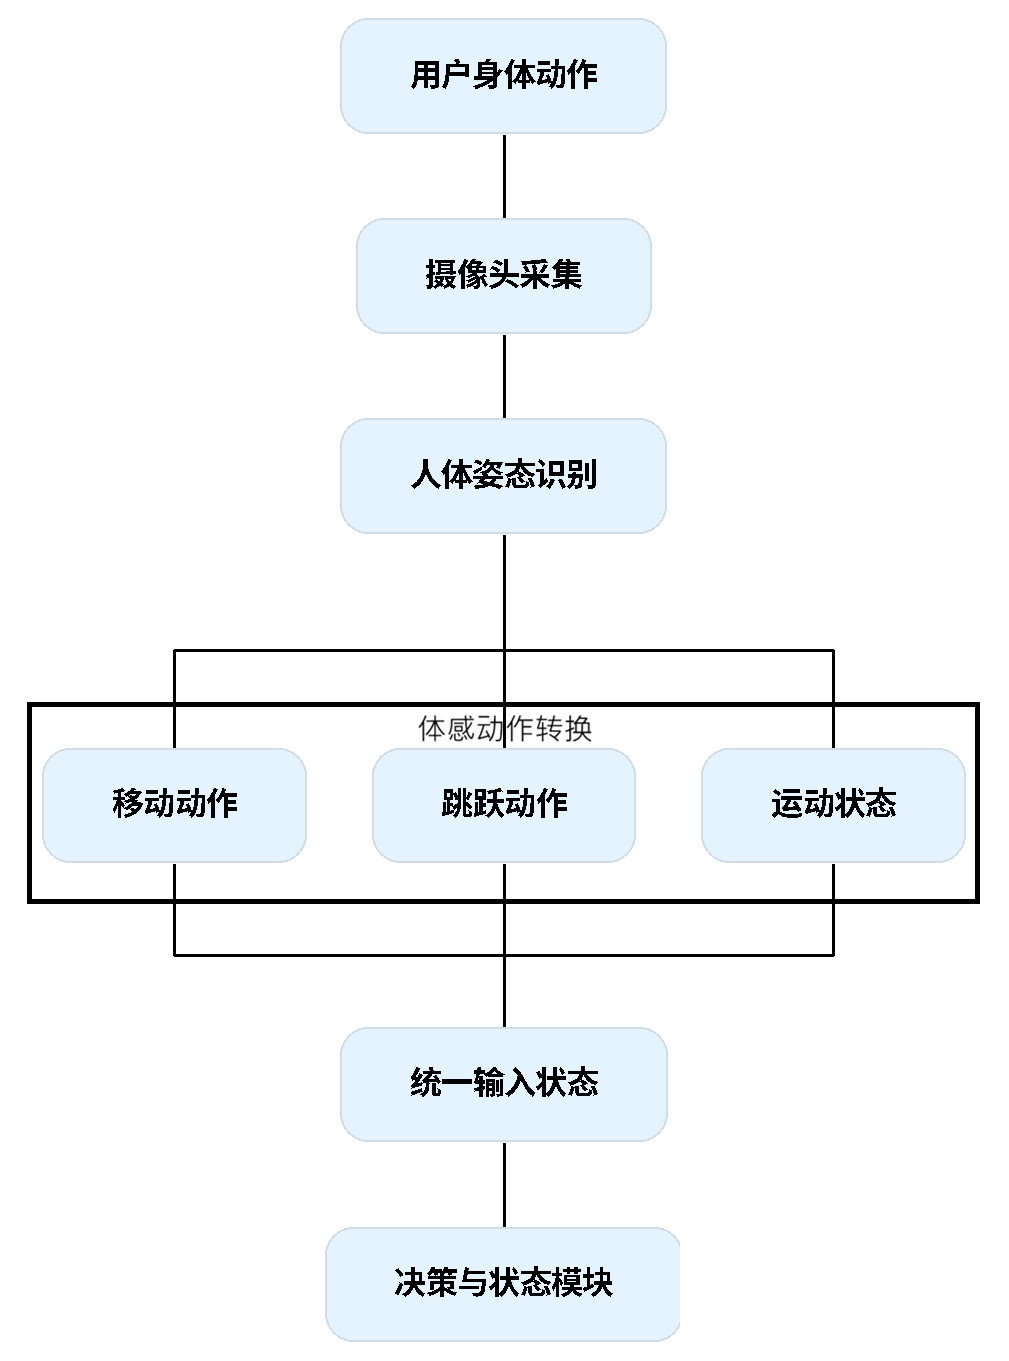 用户身体动作
摄像头采集
人体姿态识别
体感动作转换
移动动作
跳跃动作
运动状态
统一输入状态
决策与状态模块